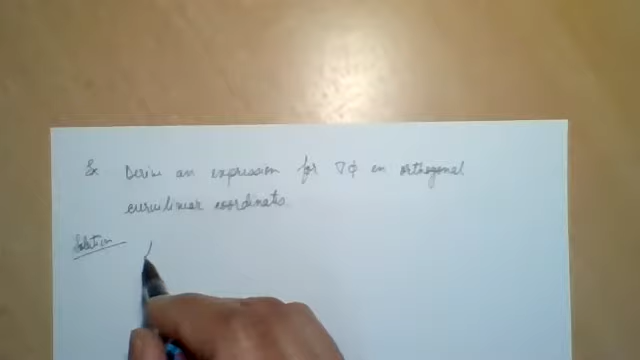 Ex Derive an expression for ∇φ in orthogonal
curvilinear coordinates.
Solution